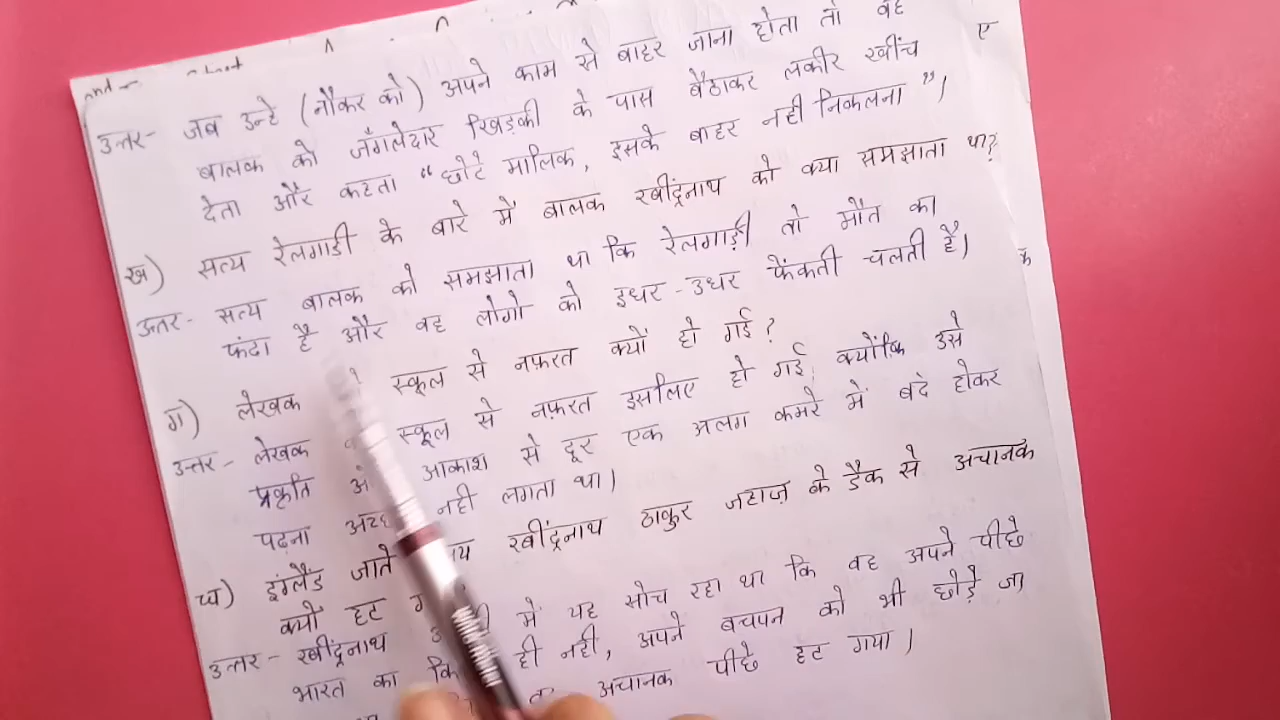 उत्तर- जब उन्हे (नौकर को) अपने काम से बाहर जाना होता तो वह
बालक को जँगलेदार खिड़की के पास बैठाकर लकीर खींच
देता और कहता "छोटे मालिक, इसके बाहर नही निकलना"।
ख) सत्य रेलगाडी के बारे में बालक रवींद्रनाथ को क्या समझाता था?
उत्तर- सत्य बालक को समझाता था कि रेलगाड़ी तो मौत का
फंदा है और वह लोगो को इधर-उधर फेंकती चलती है।
ग) लेखक स्कूल से नफ़रत क्यों हो गई?
उत्तर- लेखक स्कूल से नफ़रत इसलिए हो गई, क्योंकि उसे
प्रकृति आकाश से दूर एक अलग कमरे में बदं होकर
पढ़ना नही लगता था।
घ) इंग्लैंड जाते रवींद्रनाथ ठाकुर जहाज़ के डैक से अचानक
क्यों हट
उत्तर- रवींद्रनाथ में यह सोच रहा था कि वह अपने पीछे
भारत का ही नही, अपने बचपन को भी छोड़े जा
अचानक पीछे हट गया।